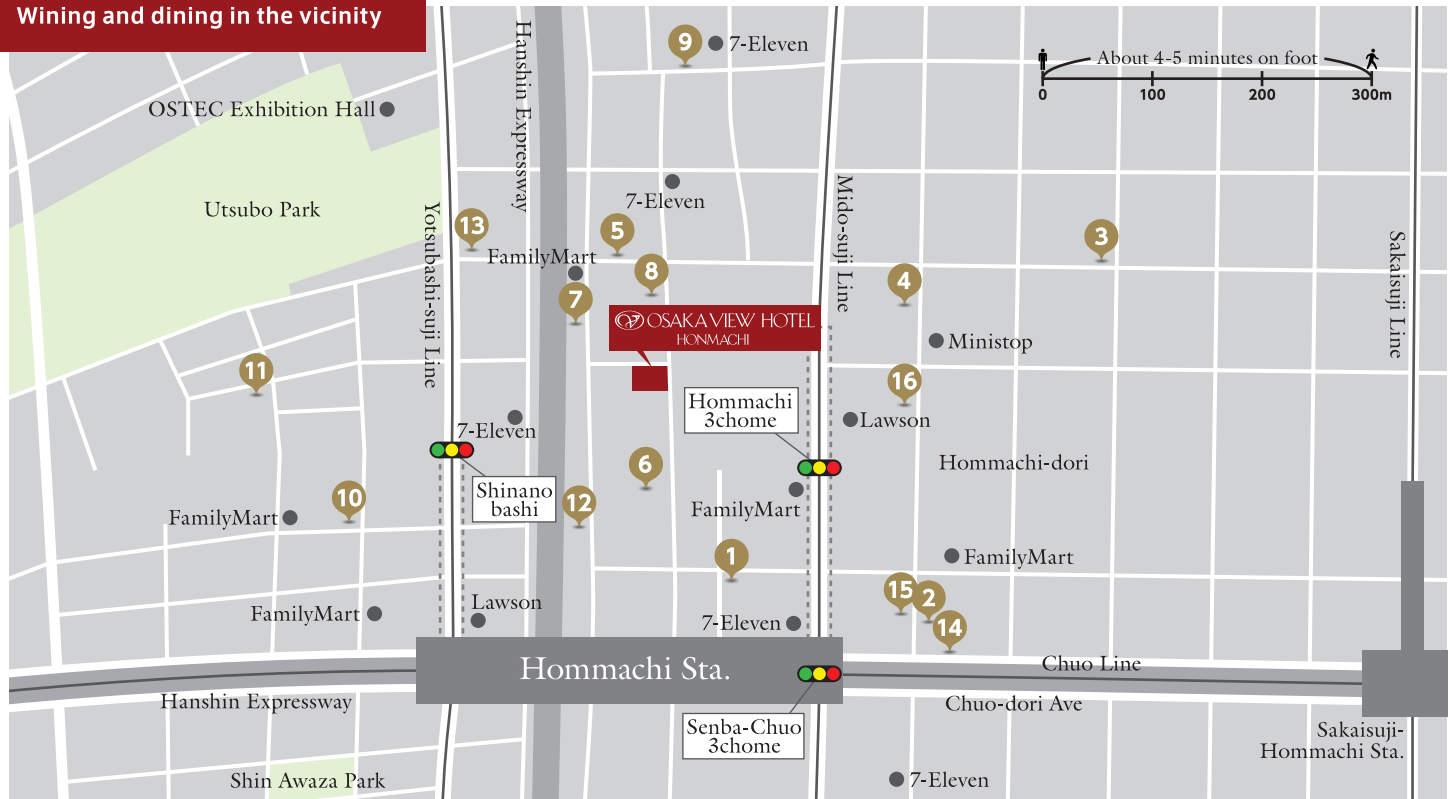 Wining and dining in the vicinity
9
7-Eleven
Hanshin Expressway
About 4-5 minutes on foot
0
100
200
300m
OSTEC Exhibition Hall
7-Eleven
Utsubo Park
Yotsubashi-suji Line
13
5
Mido-suji Line
3
Sakaisuji Line
FamilyMart
8
4
7
OSAKA VIEW HOTEL
HONMACHI
Ministop
11
16
Hommachi
3chome
Lawson
7-Eleven
6
Hommachi-dori
Shinano
bashi
10
12
FamilyMart
FamilyMart
1
FamilyMart
15
2
14
Lawson
FamilyMart
7-Eleven
Hommachi Sta.
Chuo Line
Hanshin Expressway
Chuo-dori Ave
Senba-Chuo
3chome
Sakaisuji-
Hommachi Sta.
Shin Awaza Park
7-Eleven